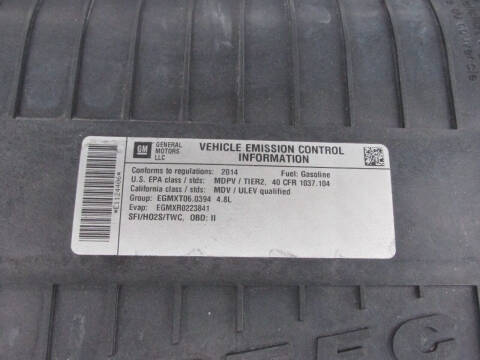 GM
GENERAL
MOTORS
LLC
VEHICLE EMISSION CONTROL
INFORMATION
Conforms to regulations: 2014 Fuel: Gasoline
U.S. EPA class / stds: MDPV / TIER2, 40 CFR 1037.104
California class / stds: MDV / ULEV qualified
Group: EGMXT06.0394 4.8L
Evap: EGMXR0223841
SFI/HO2S/TWC, OBD: II